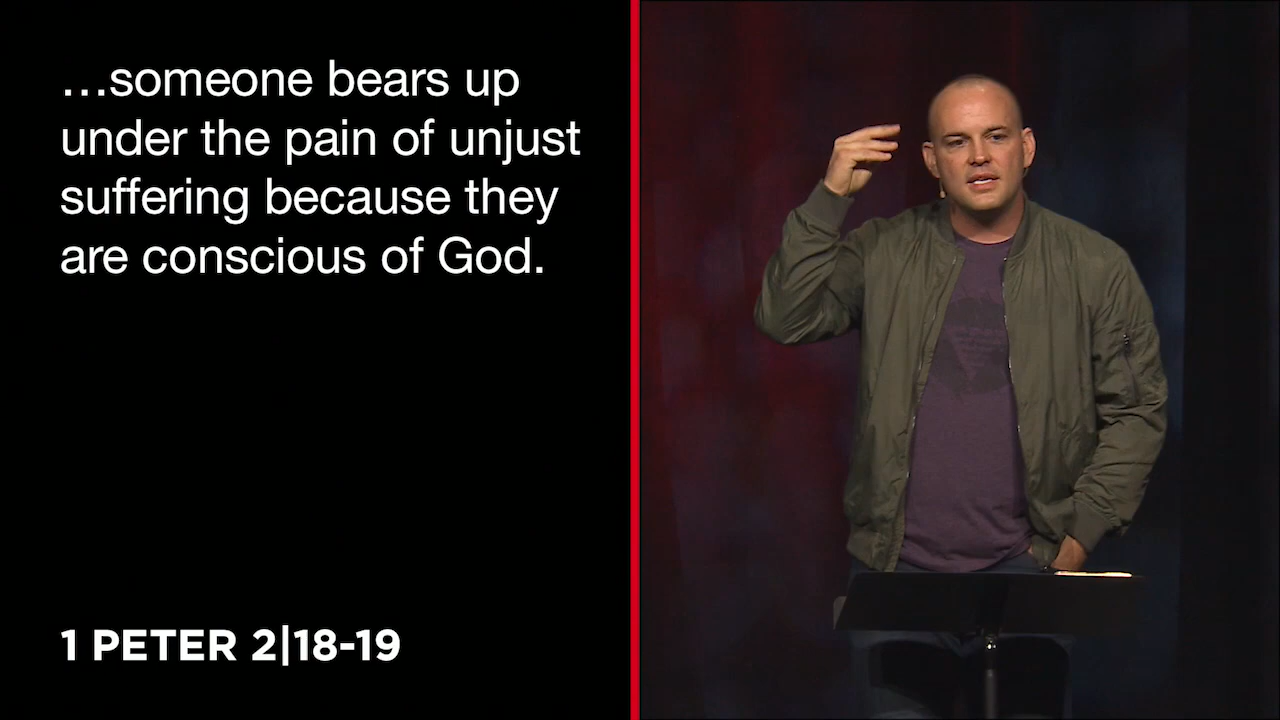 ...someone bears up
under the pain of unjust
suffering because they
are conscious of God.
1 PETER 2|18-19